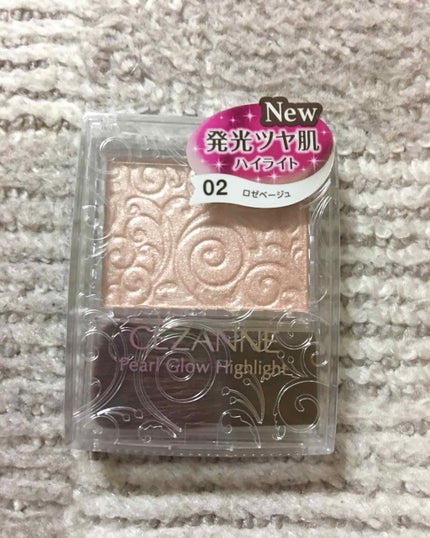 New
発光ツヤ肌
ハイライト
02 ロゼベージュ
CEZANNE
Pearl Glow Highlight